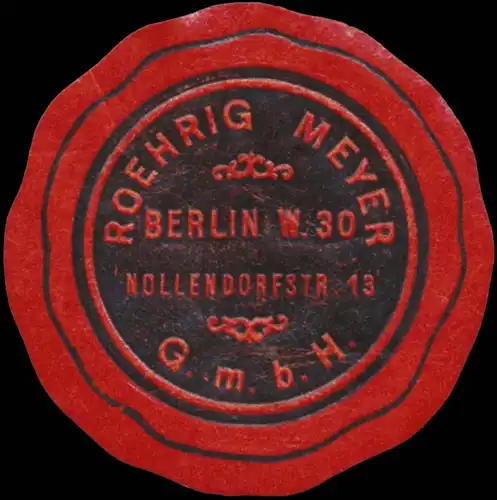 ROEHRIG MEYER
BERLIN W. 30
NOLLENDORFSTR. 13
G. m. b. H.